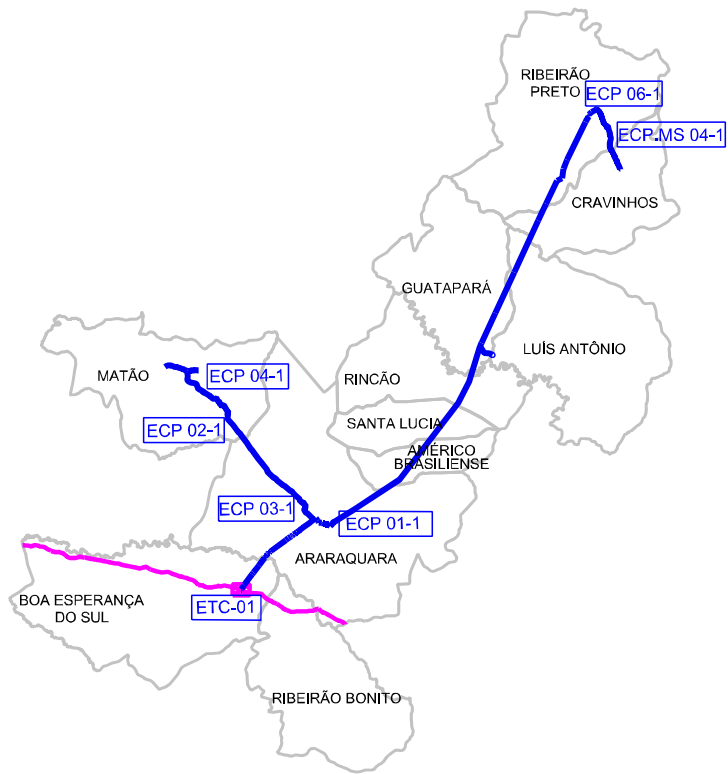 RIBEIRÃO
PRETO
ECP 06-1
ECP.MS 04-1
CRAVINHOS
GUATAPARÁ
LUÍS ANTÔNIO
MATÃO
ECP 04-1
RINCÃO
SANTA LUCIA
ECP 02-1
AMÉRICO
BRASILIENSE
ECP 03-1
ECP 01-1
ARARAQUARA
BOA ESPERANÇA
DO SUL
ETC-01
RIBEIRÃO BONITO